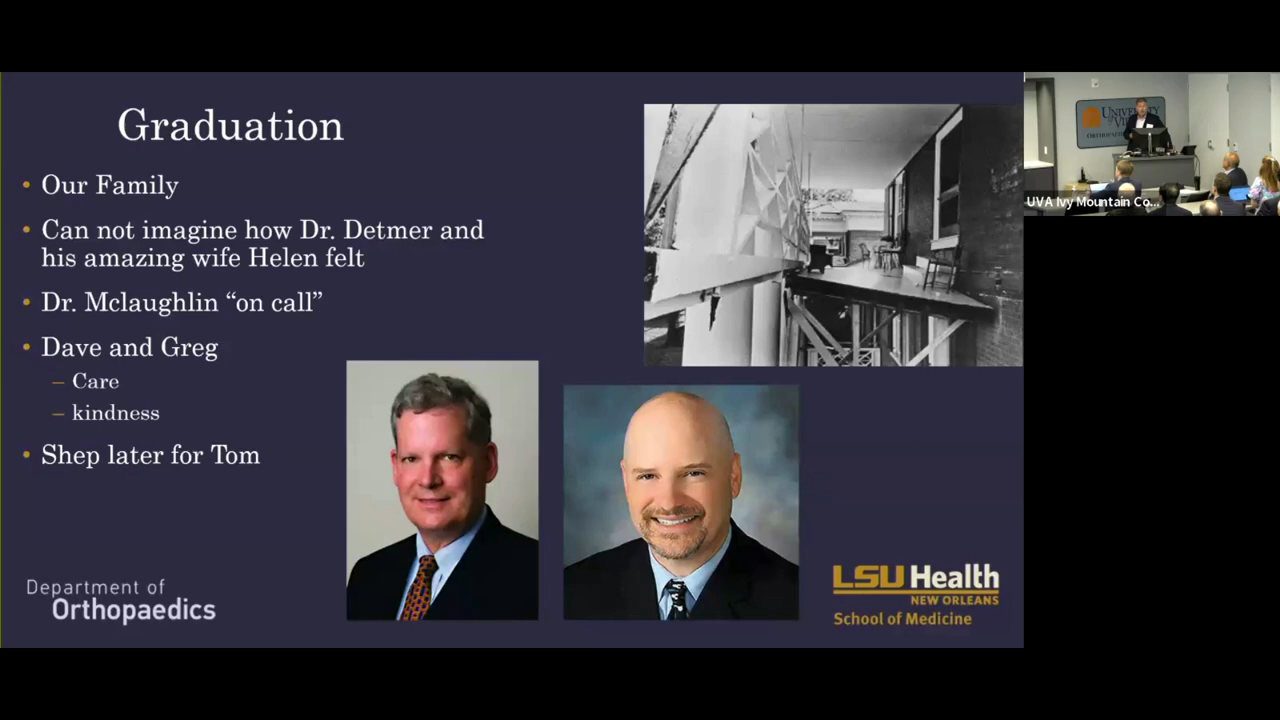 Graduation
• Our Family
• Can not imagine how Dr. Detmer and
his amazing wife Helen felt
• Dr. Mclaughlin “on call”
• Dave and Greg
– Care
– kindness
• Shep later for Tom
Department of
Orthopaedics
LSU Health
NEW ORLEANS
School of Medicine
UNIVERSITY
UVA Ivy Mountain Co...